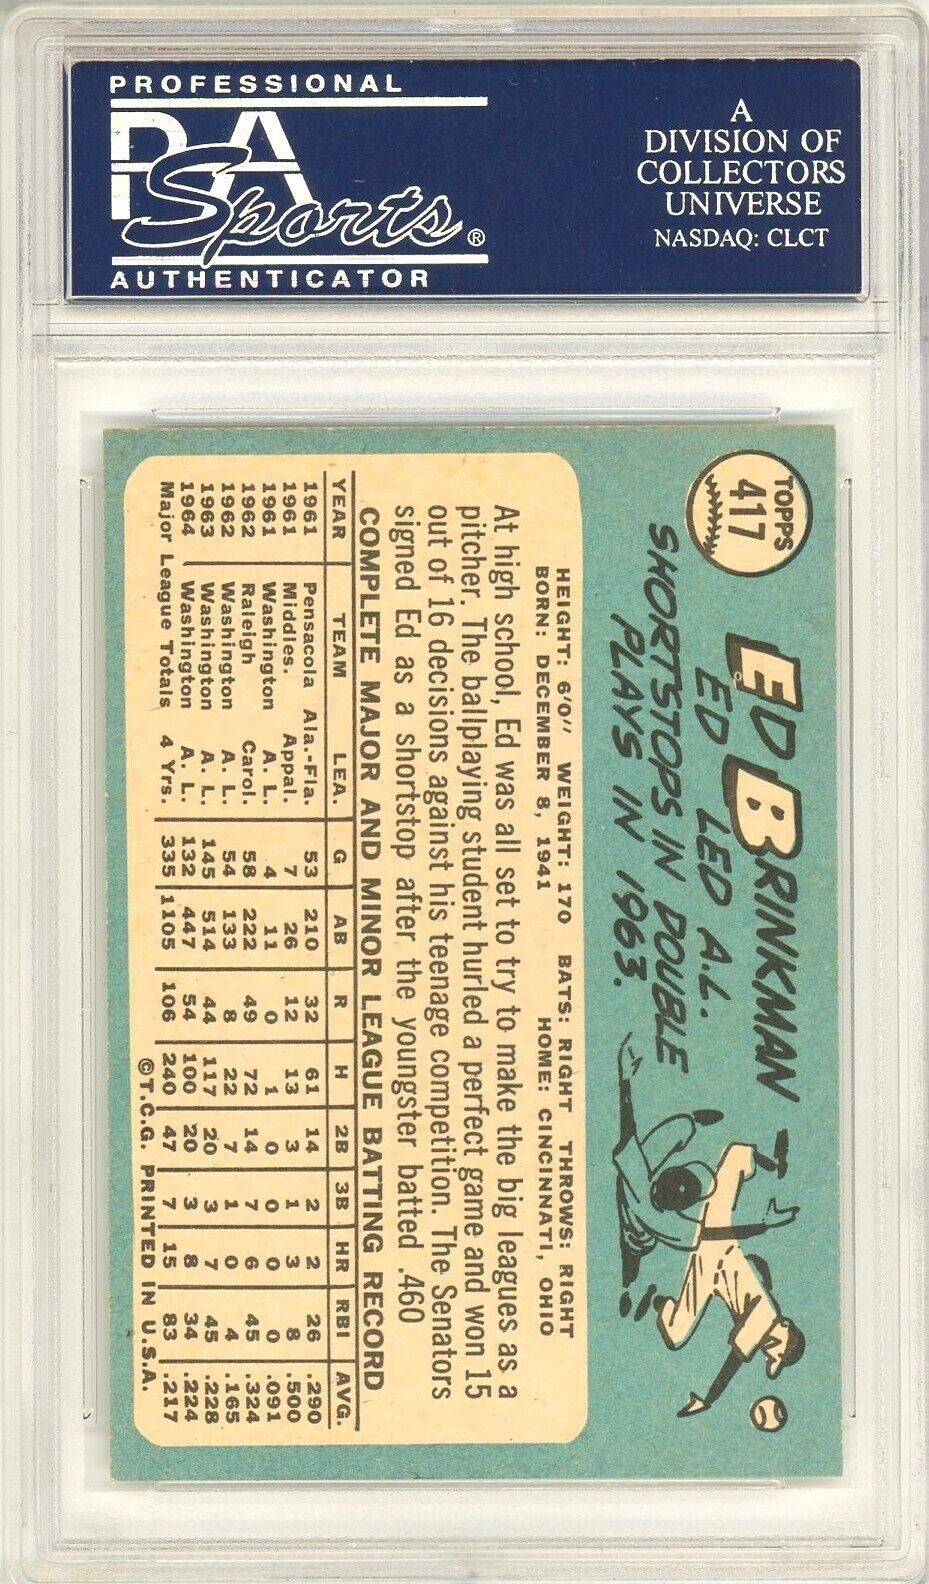 PROFESSIONAL
PSA
Sports®
AUTHENTICATOR
A
DIVISION OF
COLLECTORS
UNIVERSE
NASDAQ: CLCT
TOPPS
417
ED BRINKMAN
ED LED A.L.
SHORTSTOPS IN DOUBLE
PLAYS IN 1963.
HEIGHT: 6'0" WEIGHT: 170 BATS: RIGHT THROWS: RIGHT
BORN: DECEMBER 8, 1941 HOME: CINCINNATI, OHIO
At high school, Ed was all set to try to make the big leagues as a
pitcher. The ballplaying student hurled a perfect game and won 15
out of 16 decisions against his teenage competition. The Senators
signed Ed as a shortstop after the youngster batted .460
COMPLETE MAJOR AND MINOR LEAGUE BATTING RECORD
YEAR TEAM LEA. G AB R H 2B 3B HR RBI AVG.
1961 Pensacola Ala.-Fla. 53 210 32 61 14 2 2 26 .290
1961 Middles. Appal. 7 26 12 13 3 1 3 8 .500
1961 Washington A. L. 4 11 0 1 0 0 0 0 .091
1962 Raleigh Carol. 58 222 49 72 14 7 6 45 .324
1962 Washington A. L. 54 133 8 22 7 1 0 4 .165
1963 Washington A. L. 145 514 44 117 20 3 7 45 .228
1964 Washington A. L. 132 447 54 100 20 3 8 34 .224
Major League Totals 4 Yrs. 335 1105 106 240 47 7 15 83 .217
©T.C.G. PRINTED IN U.S.A.